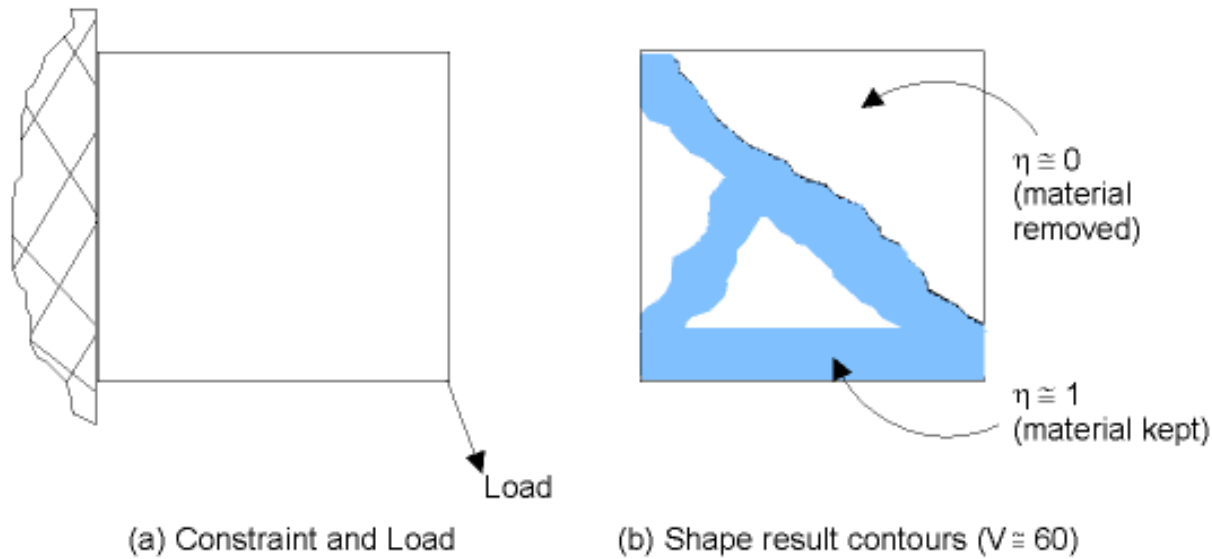 η ≅ 0
(material
removed)
η ≅ 1
(material kept)
Load
(a) Constraint and Load
(b) Shape result contours (V ≅ 60)